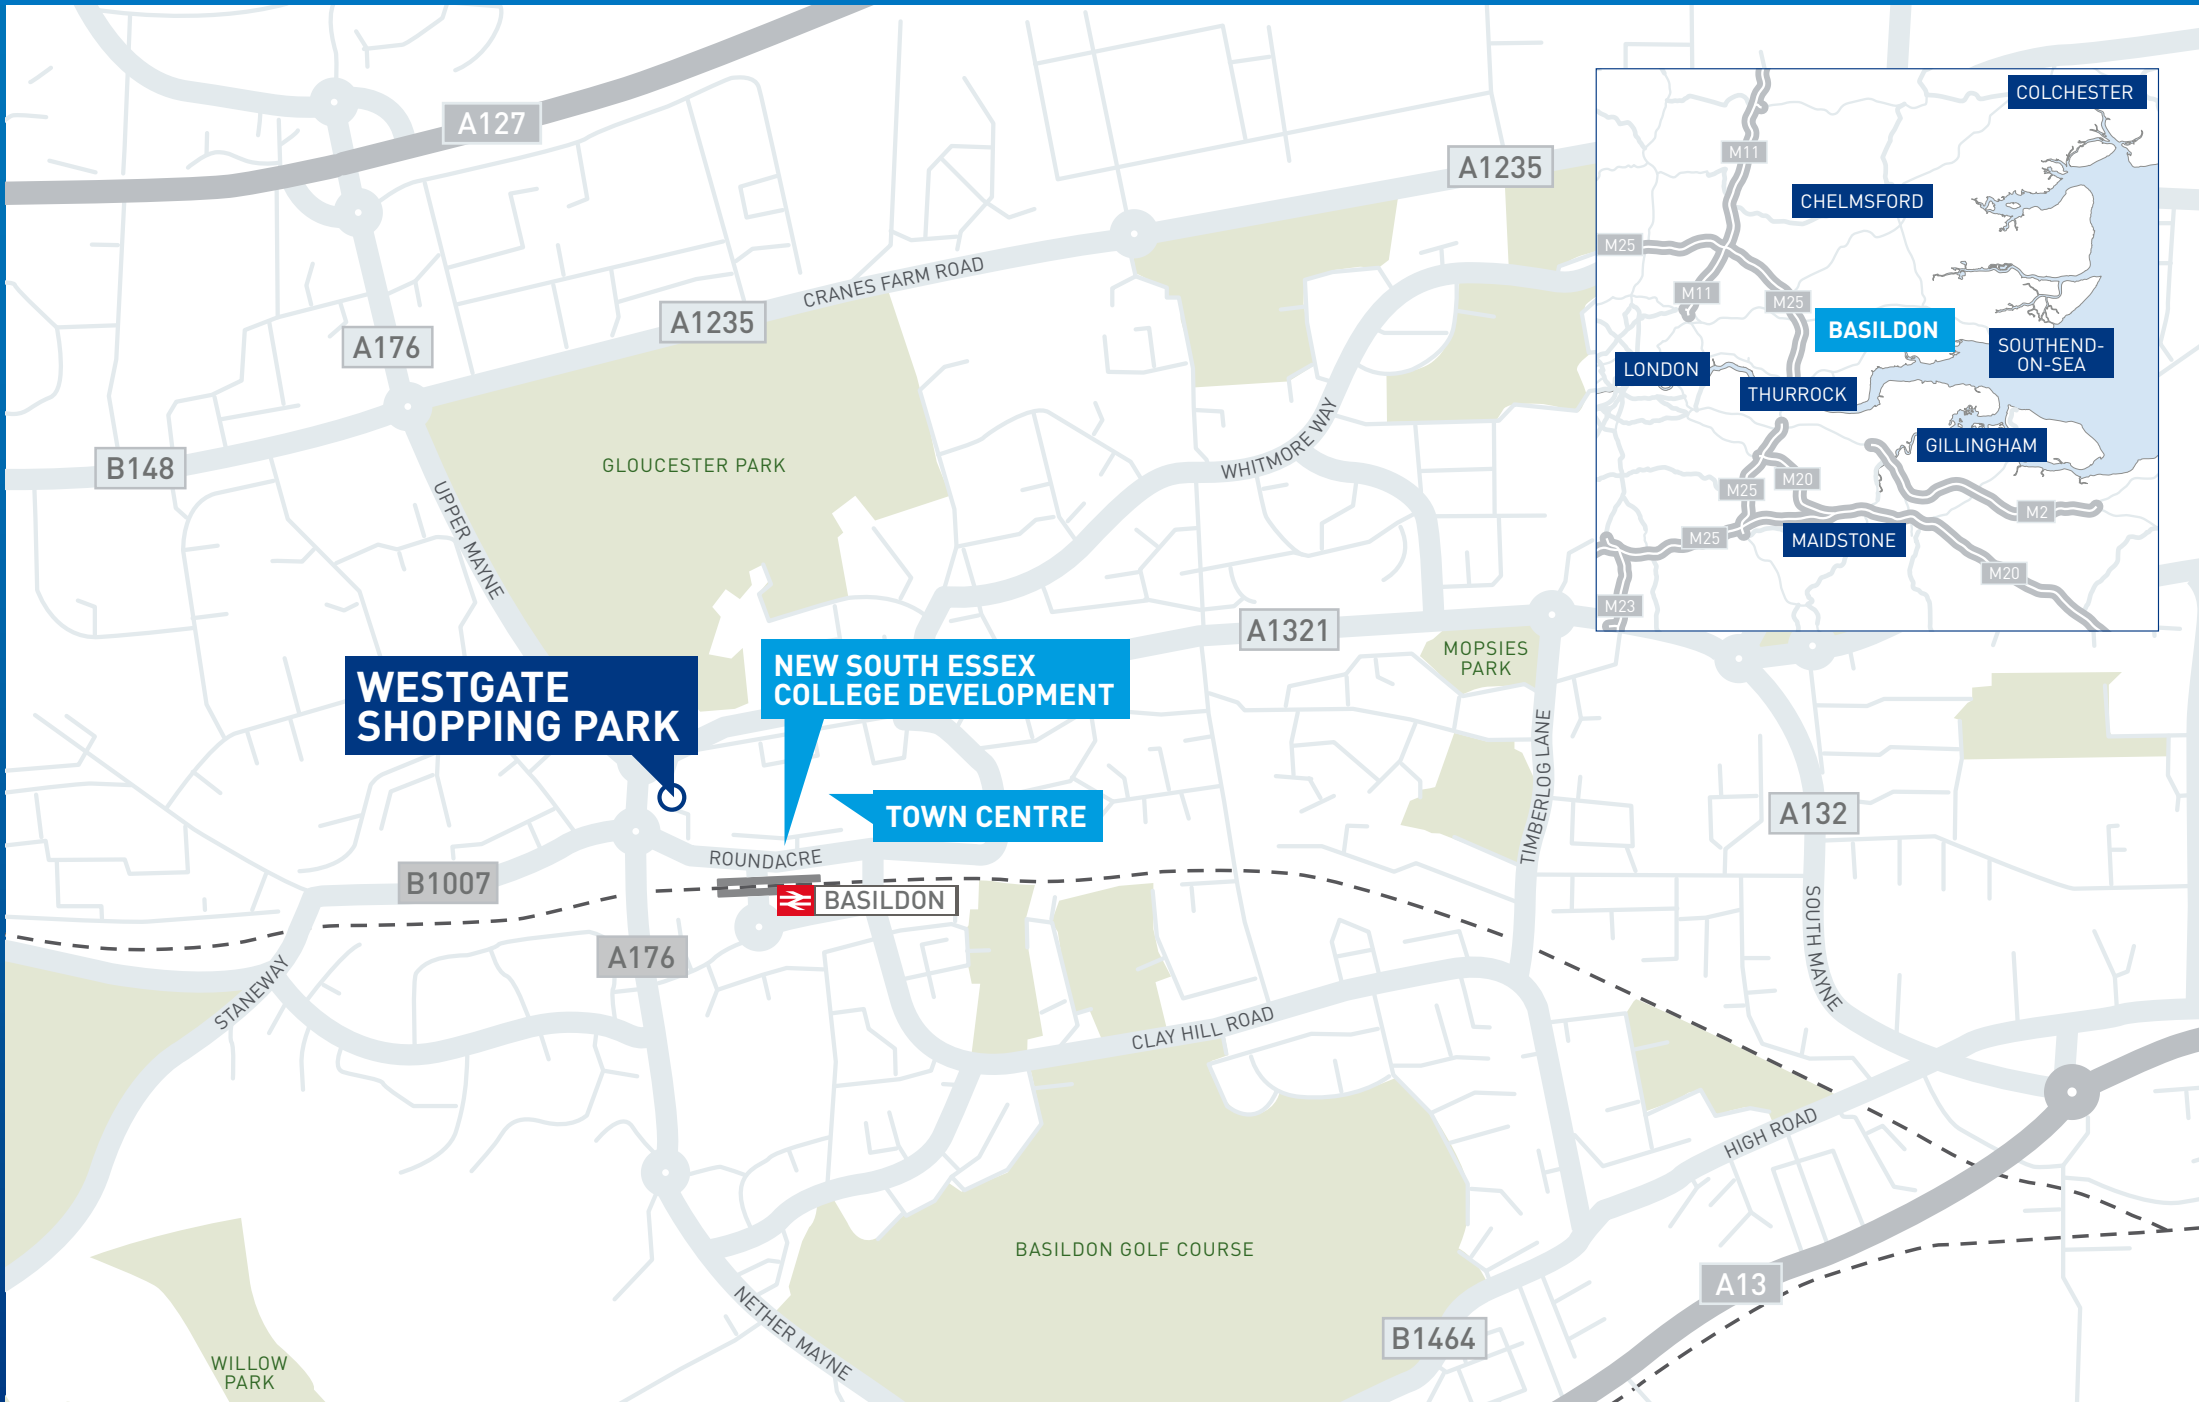 A127
A1235
CRANES FARM ROAD
A1235
A176
B148
GLOUCESTER PARK
UPPER MAYNE
WHITMORE WAY
A1321
MOPSIES
PARK
WESTGATE
SHOPPING PARK
NEW SOUTH ESSEX
COLLEGE DEVELOPMENT
TOWN CENTRE
ROUNDACRE
BASILDON
B1007
A176
STANEWAY
TIMBERLOG LANE
A132
SOUTH MAYNE
CLAY HILL ROAD
HIGH ROAD
BASILDON GOLF COURSE
NETHER MAYNE
WILLOW
PARK
A13
B1464
COLCHESTER
M11
CHELMSFORD
M25
M11
M25
BASILDON
SOUTHEND-
ON-SEA
LONDON
THURROCK
GILLINGHAM
M20
M25
M2
M25
MAIDSTONE
M20
M23